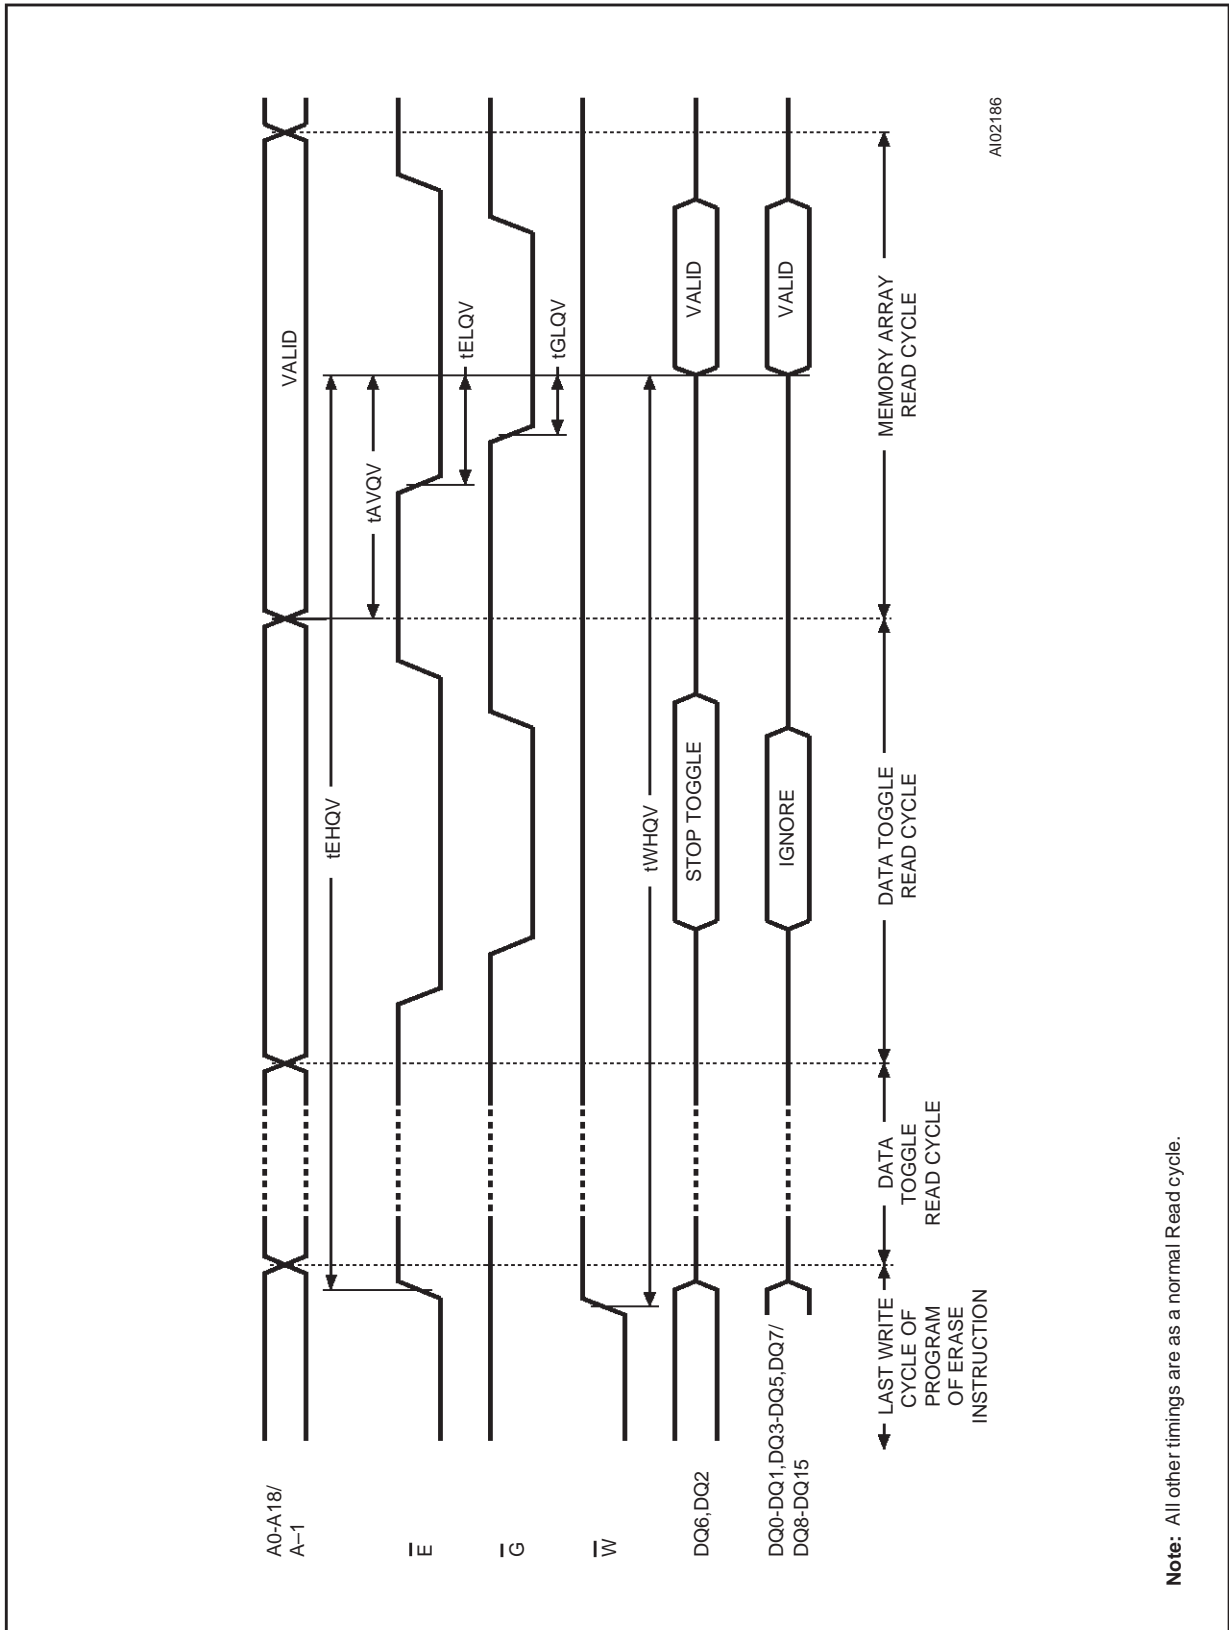 A0-A18/
A–1
VALID
tEHQV
tAVQV
E
tELQV
G
tGLQV
W
tWHQV
DQ6,DQ2
STOP TOGGLE
VALID
DQ0-DQ1,DQ3-DQ5,DQ7/
DQ8-DQ15
IGNORE
VALID
LAST WRITE
CYCLE OF
PROGRAM
OF ERASE
INSTRUCTION
DATA
TOGGLE
READ CYCLE
DATA TOGGLE
READ CYCLE
MEMORY ARRAY
READ CYCLE
AI02186
Note: All other timings are as a normal Read cycle.